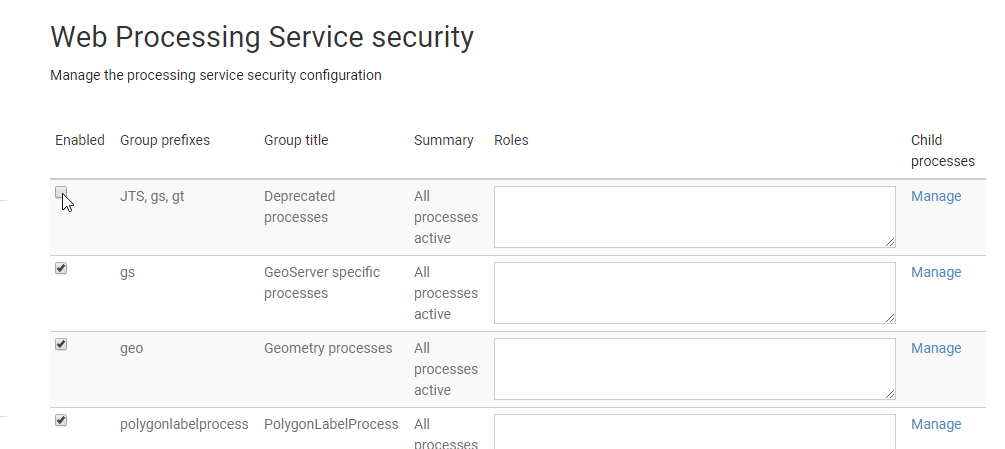 Web Processing Service security
Manage the processing service security configuration
Enabled Group prefixes Group title Summary Roles Child
processes
JTS, gs, gt Deprecated All Manage
processes processes
active
gs GeoServer specific All Manage
processes processes
active
geo Geometry processes All Manage
processes
active
polygonlabelprocess PolygonLabelProcess All Manage
processes